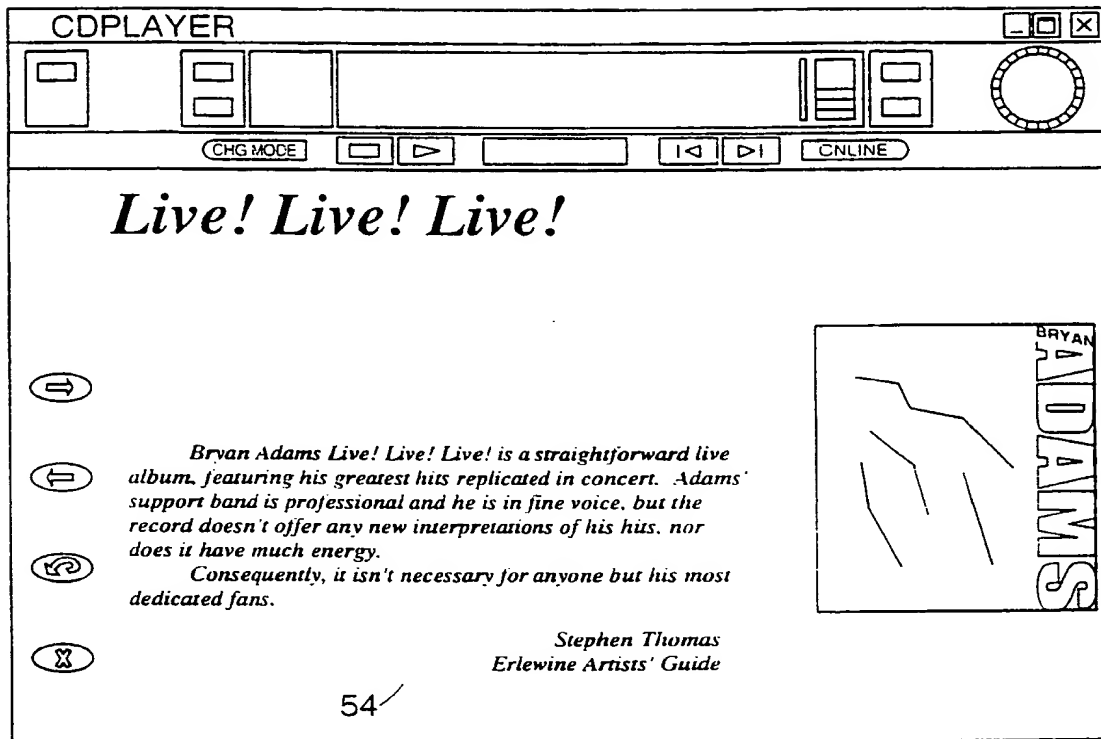 CDPLAYER
CHG MODE
CNLINE
Live! Live! Live!
BRYAN
ADAMS
Bryan Adams Live! Live! Live! is a straightforward live
album, featuring his greatest hits replicated in concert. Adams'
support band is professional and he is in fine voice, but the
record doesn't offer any new interpretations of his hits, nor
does it have much energy.
Consequently, it isn't necessary for anyone but his most
dedicated fans.
Stephen Thomas
Erlewine Artists' Guide
54